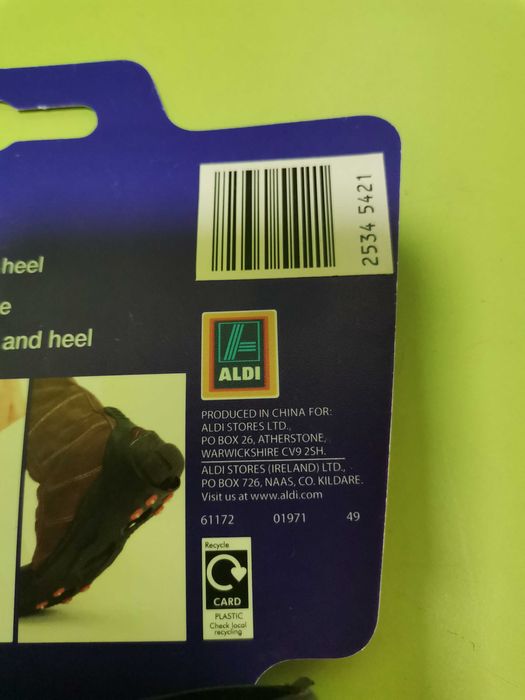 heel
e
and heel
2534 5421
ALDI
PRODUCED IN CHINA FOR:
ALDI STORES LTD.,
PO BOX 26, ATHERSTONE,
WARWICKSHIRE CV9 2SH.
ALDI STORES (IRELAND) LTD.,
PO BOX 726, NAAS, CO. KILDARE.
Visit us at www.aldi.com
61172 01971 49
Recycle
CARD
PLASTIC
Check local
recycling